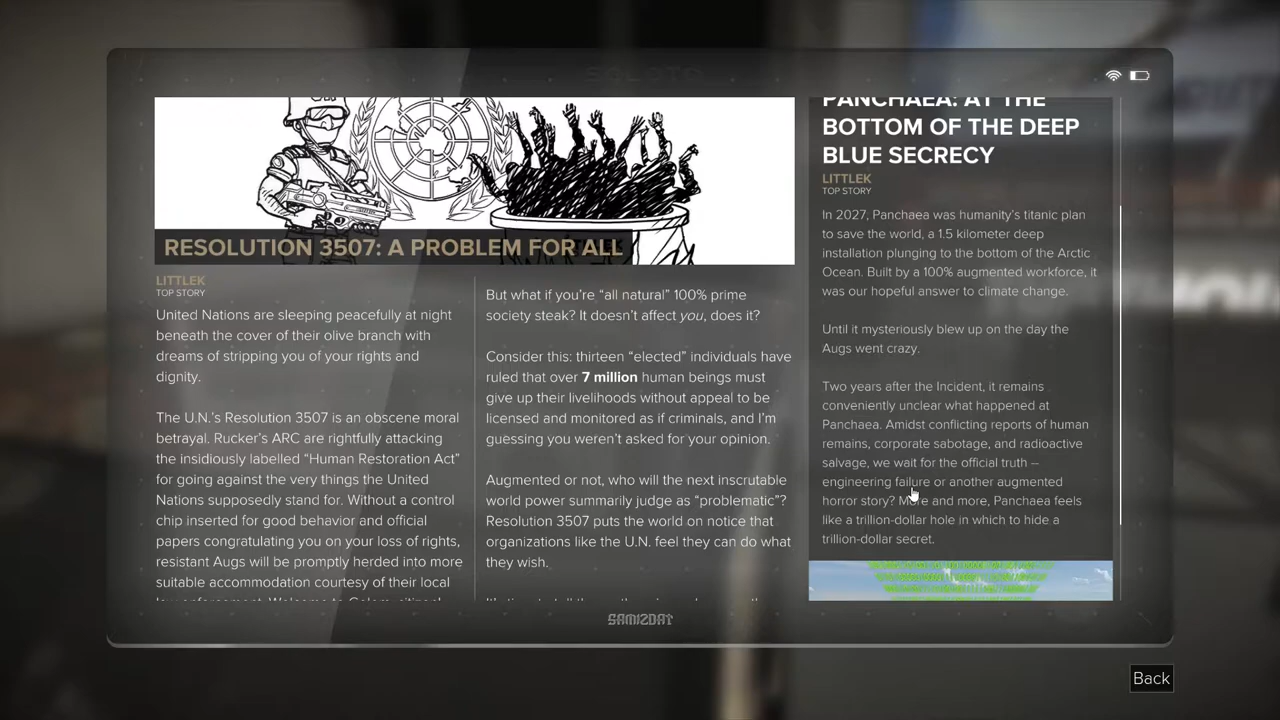 RESOLUTION 3507: A PROBLEM FOR ALL
LITTLEK
TOP STORY
United Nations are sleeping peacefully at night
beneath the cover of their olive branch with
dreams of stripping you of your rights and
dignity.
The U.N.'s Resolution 3507 is an obscene moral
betrayal. Rucker's ARC are rightfully attacking
the insidiously labelled “Human Restoration Act”
for going against the very things the United
Nations supposedly stand for. Without a control
chip inserted for good behavior and official
papers congratulating you on your loss of rights,
resistant Augs will be promptly herded into more
suitable accommodation courtesy of their local
But what if you're “all natural” 100% prime
society steak? It doesn't affect you, does it?
Consider this: thirteen “elected” individuals have
ruled that over 7 million human beings must
give up their livelihoods without appeal to be
licensed and monitored as if criminals, and I'm
guessing you weren't asked for your opinion.
Augmented or not, who will the next inscrutable
world power summarily judge as “problematic”?
Resolution 3507 puts the world on notice that
organizations like the U.N. feel they can do what
they wish.
PANCHAEA: AT THE
BOTTOM OF THE DEEP
BLUE SECRECY
LITTLEK
TOP STORY
In 2027, Panchaea was humanity's titanic plan
to save the world, a 1.5 kilometer deep
installation plunging to the bottom of the Arctic
Ocean. Built by a 100% augmented workforce, it
was our hopeful answer to climate change.
Until it mysteriously blew up on the day the
Augs went crazy.
Two years after the Incident, it remains
conveniently unclear what happened at
Panchaea. Amidst conflicting reports of human
remains, corporate sabotage, and radioactive
salvage, we wait for the official truth –
engineering failure or another augmented
horror story? More and more, Panchaea feels
like a trillion-dollar hole in which to hide a
trillion-dollar secret.
SAMIZDAT
Back